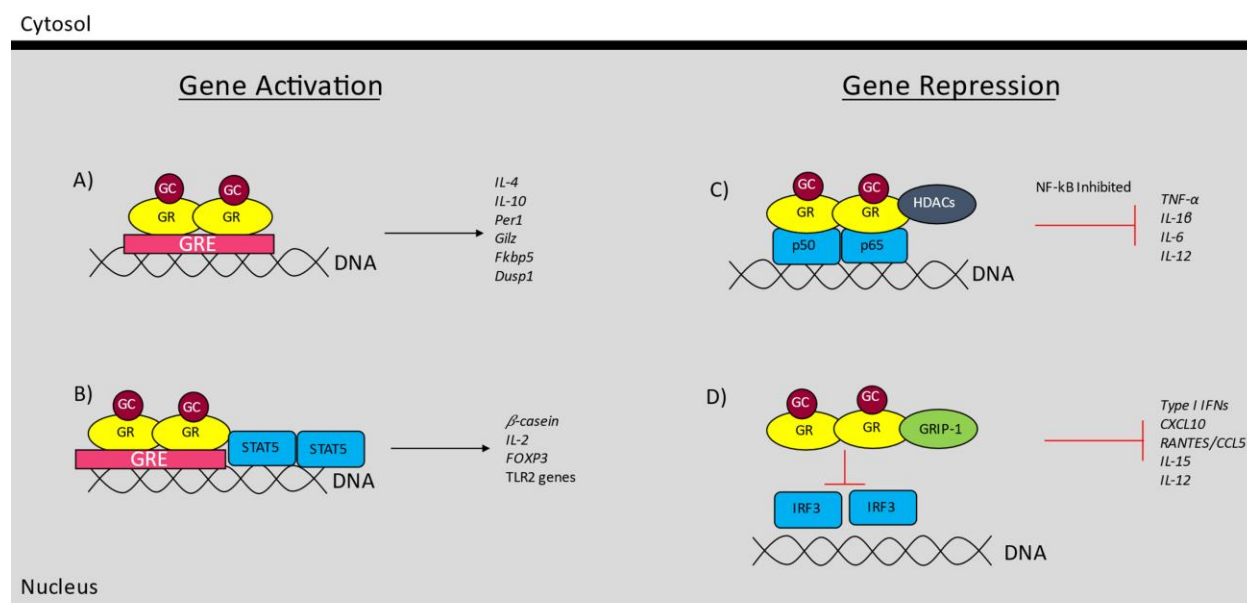 Cytosol
Gene Activation
Gene Repression
A)
GC
GC
GR
GR
GRE
DNA
IL-4
IL-10
Per1
Gilz
Fkbp5
Dusp1
C)
GC
GC
GR
GR
HDACs
p50
p65
DNA
NF-kB Inhibited
TNF-α
IL-1β
IL-6
IL-12
B)
GC
GC
GR
GR
STAT5
STAT5
GRE
DNA
β-casein
IL-2
FOXP3
TLR2 genes
D)
GC
GC
GR
GR
GRIP-1
IRF3
IRF3
DNA
Type I IFNs
CXCL10
RANTES/CCL5
IL-15
IL-12
Nucleus